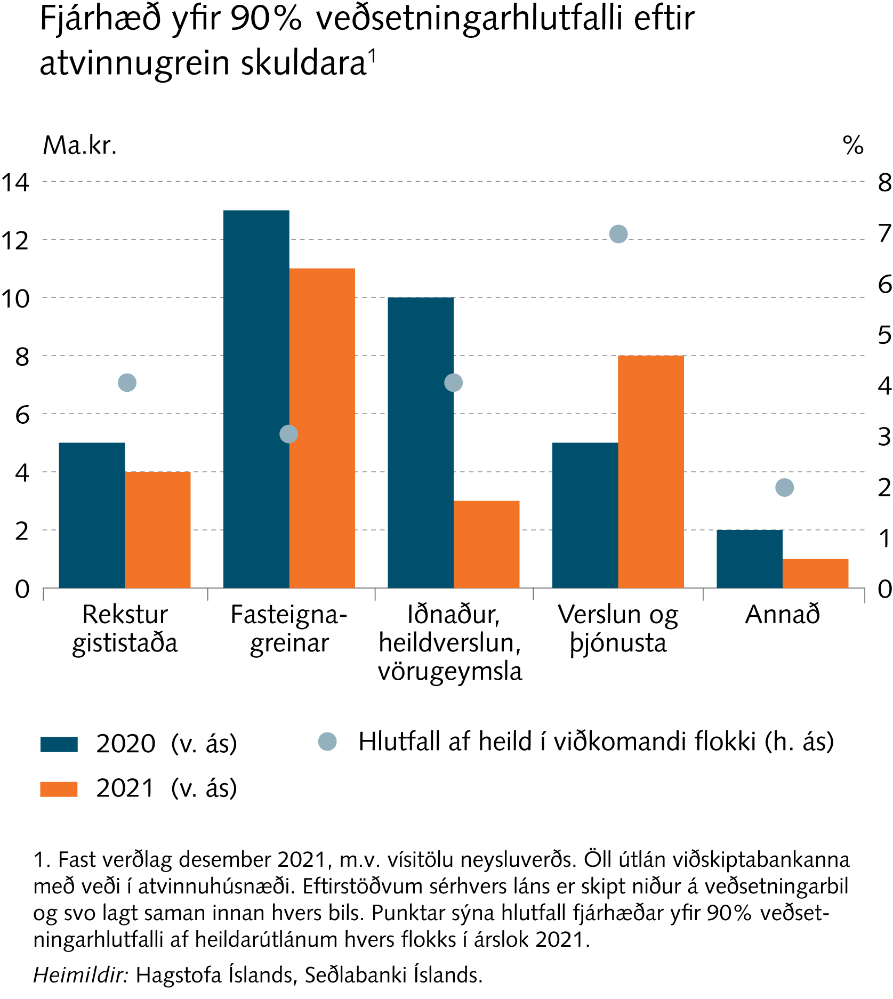 Fjárhæð yfir 90% veðsetningarhlutfalli eftir
atvinnugrein skuldara¹
Ma.kr.
%
14
12
10
8
6
4
2
0
8
7
6
5
4
3
2
1
0
Rekstur
gististaða
Fasteigna-
greinar
Iðnaður,
heildverslun,
vörugeymsla
Verslun og
þjónusta
Annað
2020 (v. ás)
Hlutfall af heild í viðkomandi flokki (h. ás)
2021 (v. ás)
1. Fast verðlag desember 2021, m.v. vísitölu neysluverðs. Öll útlán viðskiptabankanna
með veði í atvinnuhúsnæði. Eftirstöðvum sérhvers láns er skipt niður á veðsetningarbil
og svo lagt saman innan hvers bils. Punktar sýna hlutfall fjárhæðar yfir 90% veðset-
ningarhlutfalli af heildarútlánum hvers flokks í árslok 2021.
Heimildir: Hagstofa Íslands, Seðlabanki Íslands.